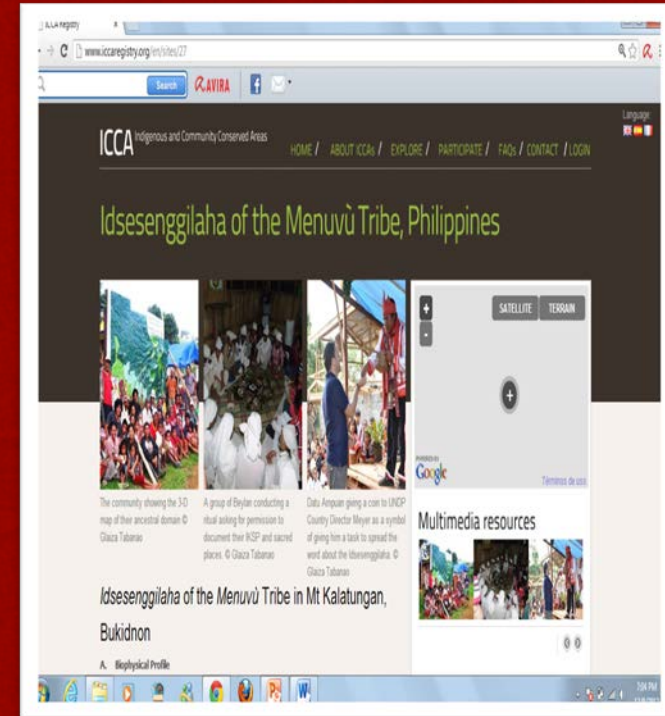 ICCA Registry
www.iccaregistry.org/en/sites/27
Search
AVIRA
Language:
ICCA Indigenous and Community Conserved Areas
HOME / ABOUT ICCAs / EXPLORE / PARTICIPATE / FAQs / CONTACT / LOGIN
Idsesenggilaha of the Menuvù Tribe, Philippines
+
-
SATELLITE TERRAIN
+
POWERED BY
Google
Términos de uso
The community showing the 3-D
map of their ancestral domain ©
Glaiza Tabanao
A group of Beylan conducting a
ritual asking for permission to
document their IKSP and sacred
places. © Glaiza Tabanao
Datu Ampuan giving a coin to UNDP
Country Director Meyer as a symbol
of giving him a task to spread the
word about the Idsesenggilaha. ©
Glaiza Tabanao
Multimedia resources
Idsesenggilaha of the Menuvù Tribe in Mt Kalatungan,
Bukidnon
A. Biophysical Profile
7:04 PM